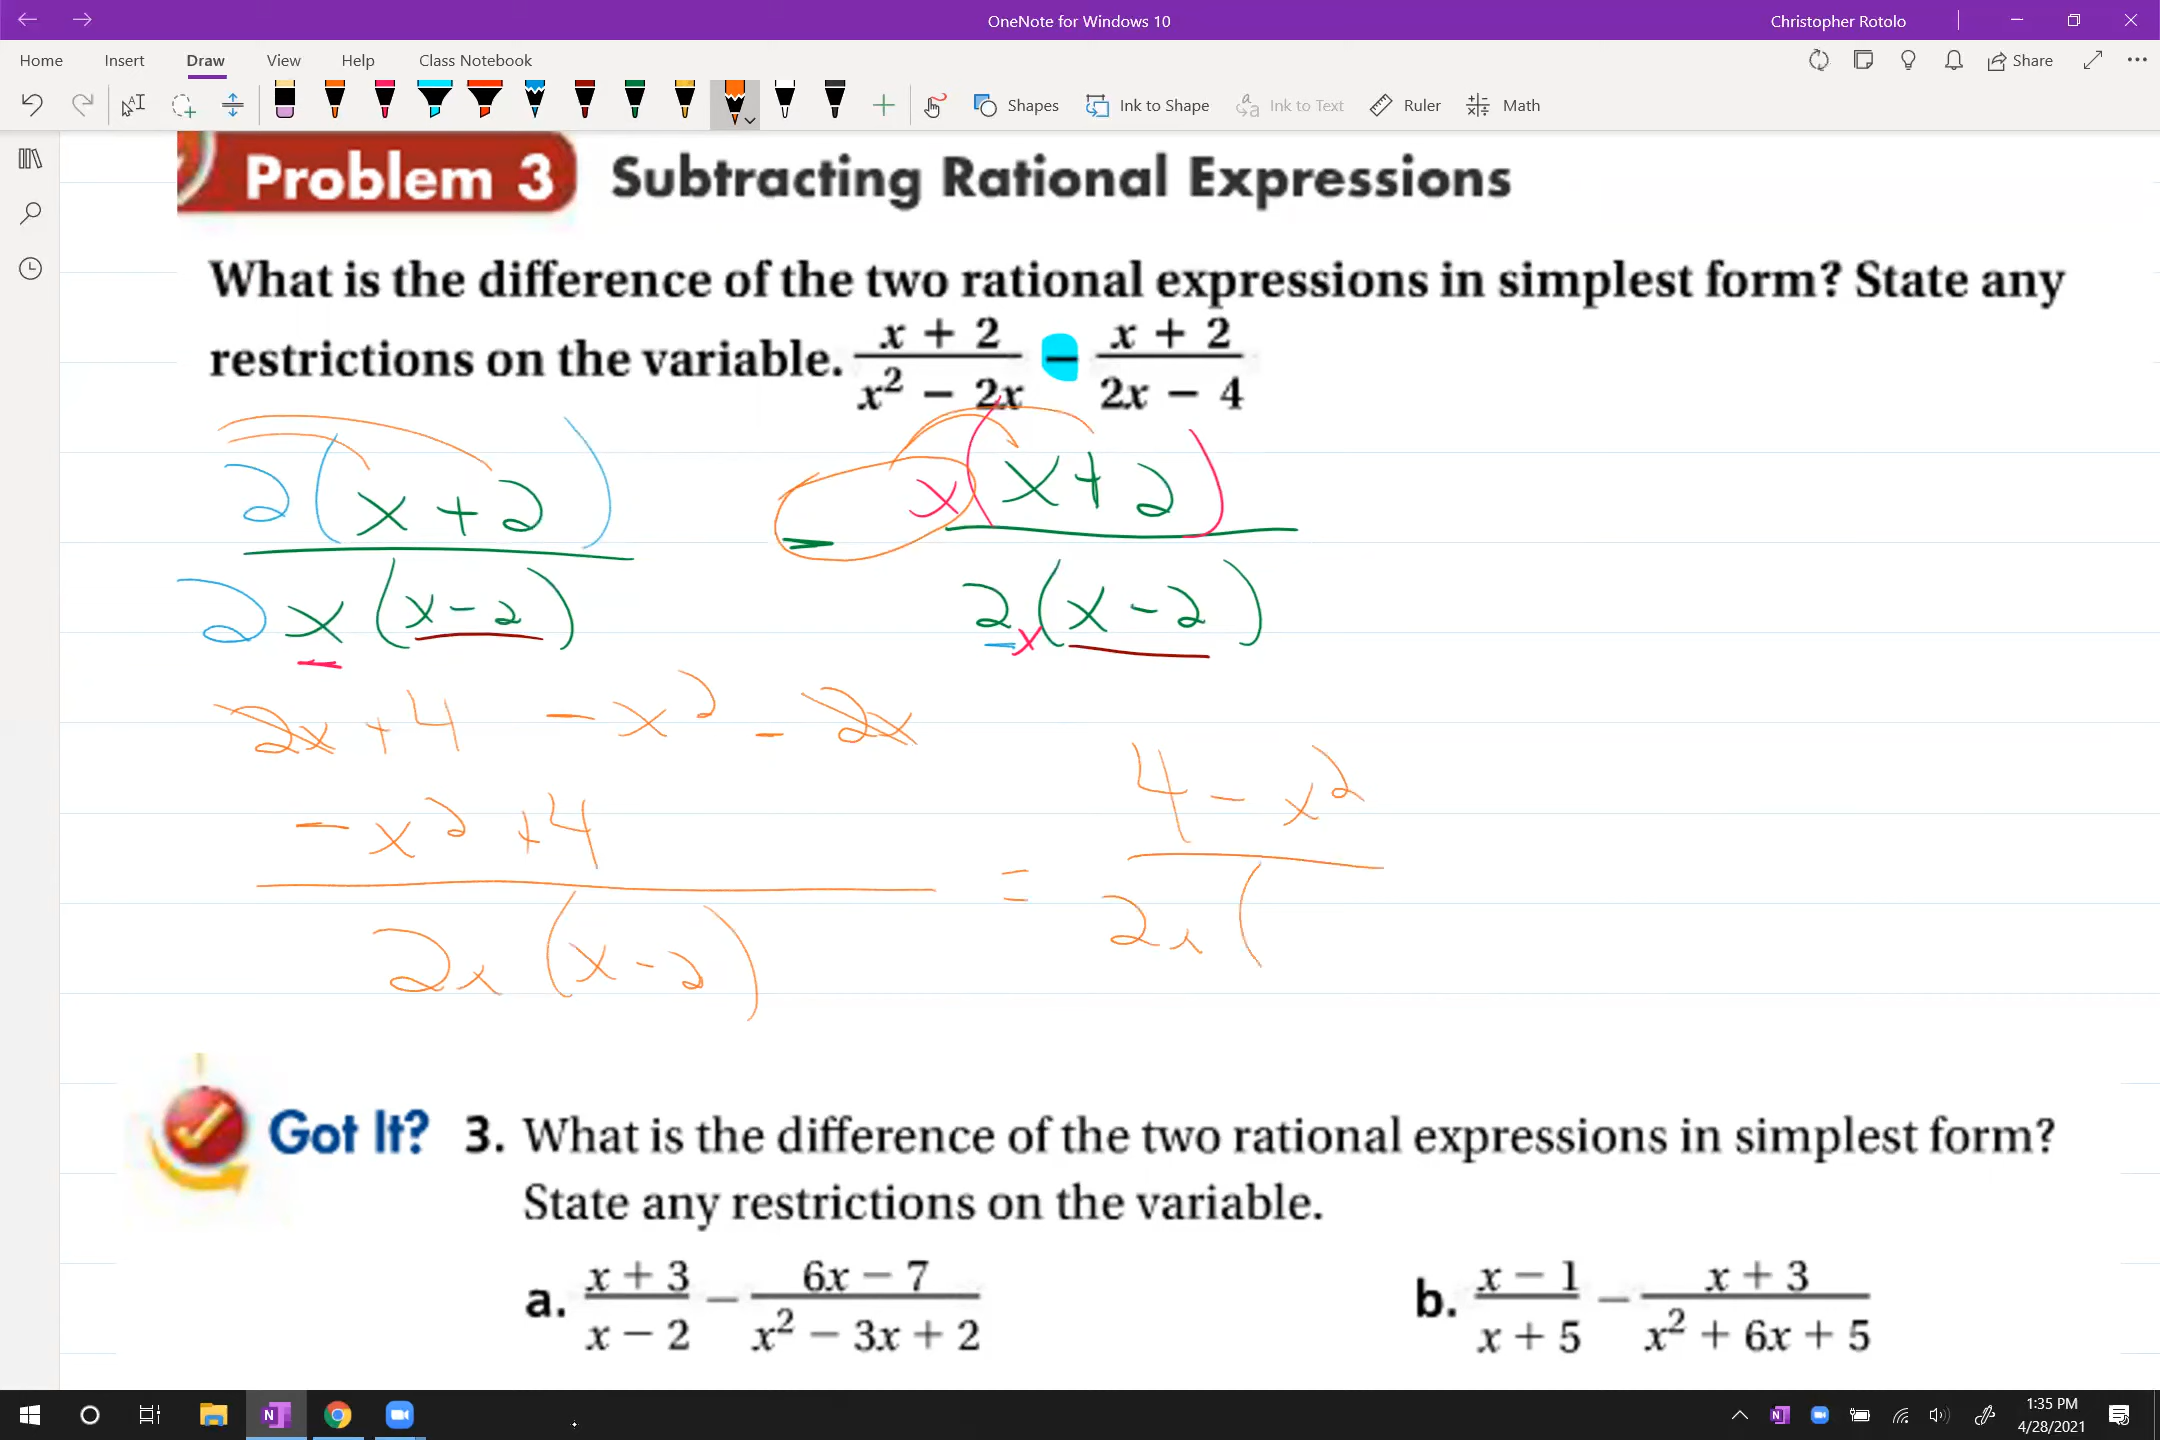 OneNote for Windows 10
Christopher Rotolo
Home Insert Draw View Help Class Notebook
Share
Shapes Ink to Shape Ink to Text Ruler Math
Problem 3 Subtracting Rational Expressions
What is the difference of the two rational expressions in simplest form? State any
restrictions on the variable. (x + 2)/(x² − 2x) − (x + 2)/(2x − 4)
2(x + 2) − x(x + 2)
2x(x − 2) 2x(x − 2)
2x + 4 − x² − 2x
− x² + 4 = 4 − x²
2x(x − 2) 2x(
Got It? 3. What is the difference of the two rational expressions in simplest form?
State any restrictions on the variable.
a. (x + 3)/(x − 2) − (6x − 7)/(x² − 3x + 2) b. (x − 1)/(x + 5) − (x + 3)/(x² + 6x + 5)
1:35 PM
4/28/2021